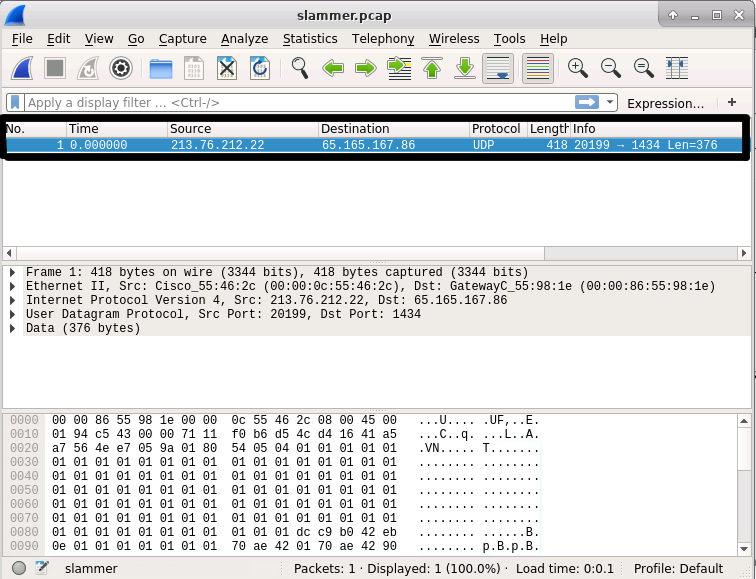 slammer.pcap
File Edit View Go Capture Analyze Statistics Telephony Wireless Tools Help
Apply a display filter ... <Ctrl-/> Expression... +
No. Time Source Destination Protocol Length Info
1 0.000000 213.76.212.22 65.165.167.86 UDP 418 20199 → 1434 Len=376
Frame 1: 418 bytes on wire (3344 bits), 418 bytes captured (3344 bits)
Ethernet II, Src: Cisco_55:46:2c (00:00:0c:55:46:2c), Dst: GatewayC_55:98:1e (00:00:86:55:98:1e)
Internet Protocol Version 4, Src: 213.76.212.22, Dst: 65.165.167.86
User Datagram Protocol, Src Port: 20199, Dst Port: 1434
Data (376 bytes)
0000 00 00 86 55 98 1e 00 00 0c 55 46 2c 08 00 45 00 ...U.... .UF,..E.
0010 01 94 c5 43 00 00 71 11 f0 b6 d5 4c d4 16 41 a5 ...C..q. ...L..A.
0020 a7 56 4e e7 05 9a 01 80 54 05 04 01 01 01 01 01 .VN..... T.......
0030 01 01 01 01 01 01 01 01 01 01 01 01 01 01 01 01 ........ ........
0040 01 01 01 01 01 01 01 01 01 01 01 01 01 01 01 01 ........ ........
0050 01 01 01 01 01 01 01 01 01 01 01 01 01 01 01 01 ........ ........
0060 01 01 01 01 01 01 01 01 01 01 01 01 01 01 01 01 ........ ........
0070 01 01 01 01 01 01 01 01 01 01 01 01 01 01 01 01 ........ ........
0080 01 01 01 01 01 01 01 01 01 01 01 dc c9 b0 42 eb ........ ......B.
0090 0e 01 01 01 01 01 01 01 70 ae 42 01 70 ae 42 90 ........ p.B.p.B.
slammer Packets: 1 · Displayed: 1 (100.0%) · Load time: 0:0.1 Profile: Default